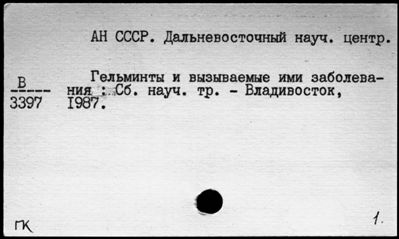 АН СССР. Дальневосточный науч. центр.
В
3397
Гельминты и вызываемые ими заболева-
ния : Сб. науч. тр. - Владивосток,
1987.
ГК
1.